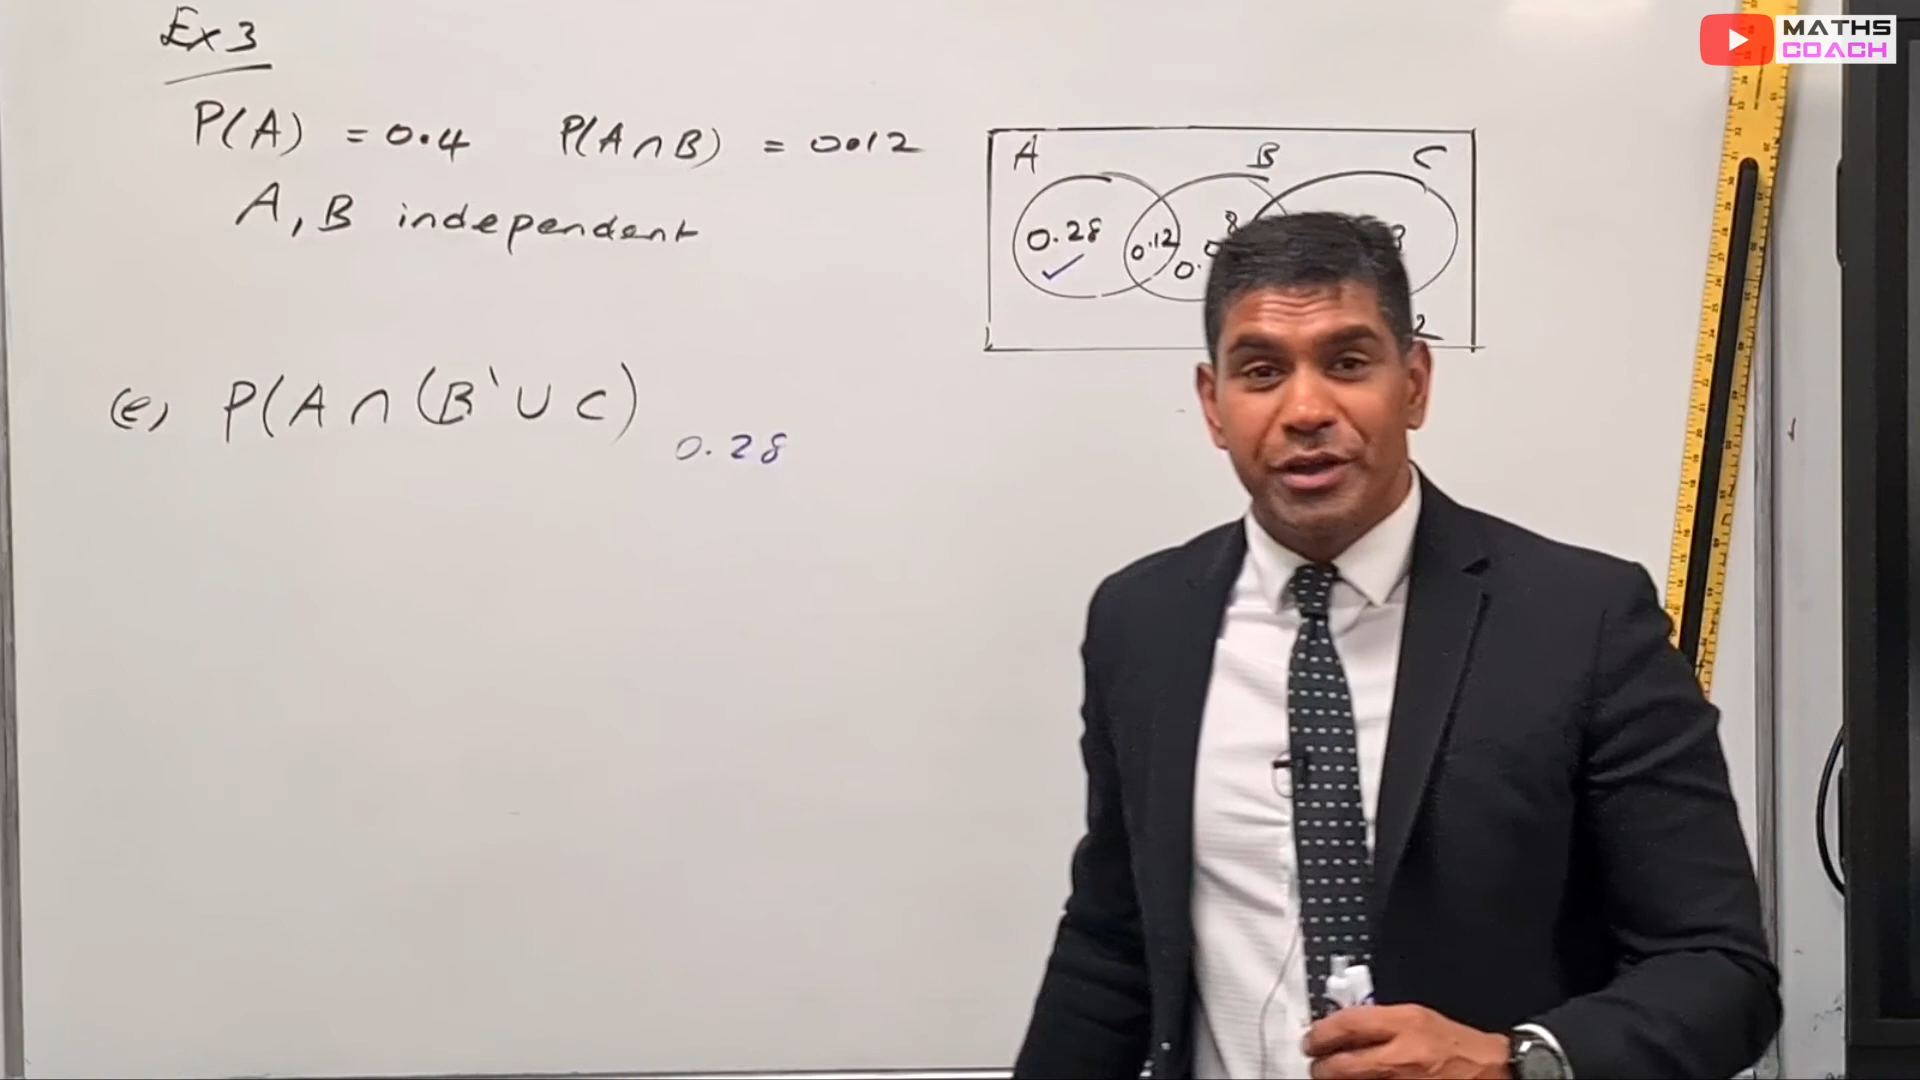 Ex 3
MATHS
COACH
P(A) = 0.4 P(A∩B) = 0.12
A B C
A, B independent
0.28 0.12
(e) P(A ∩ (B' ∪ C)
0.28